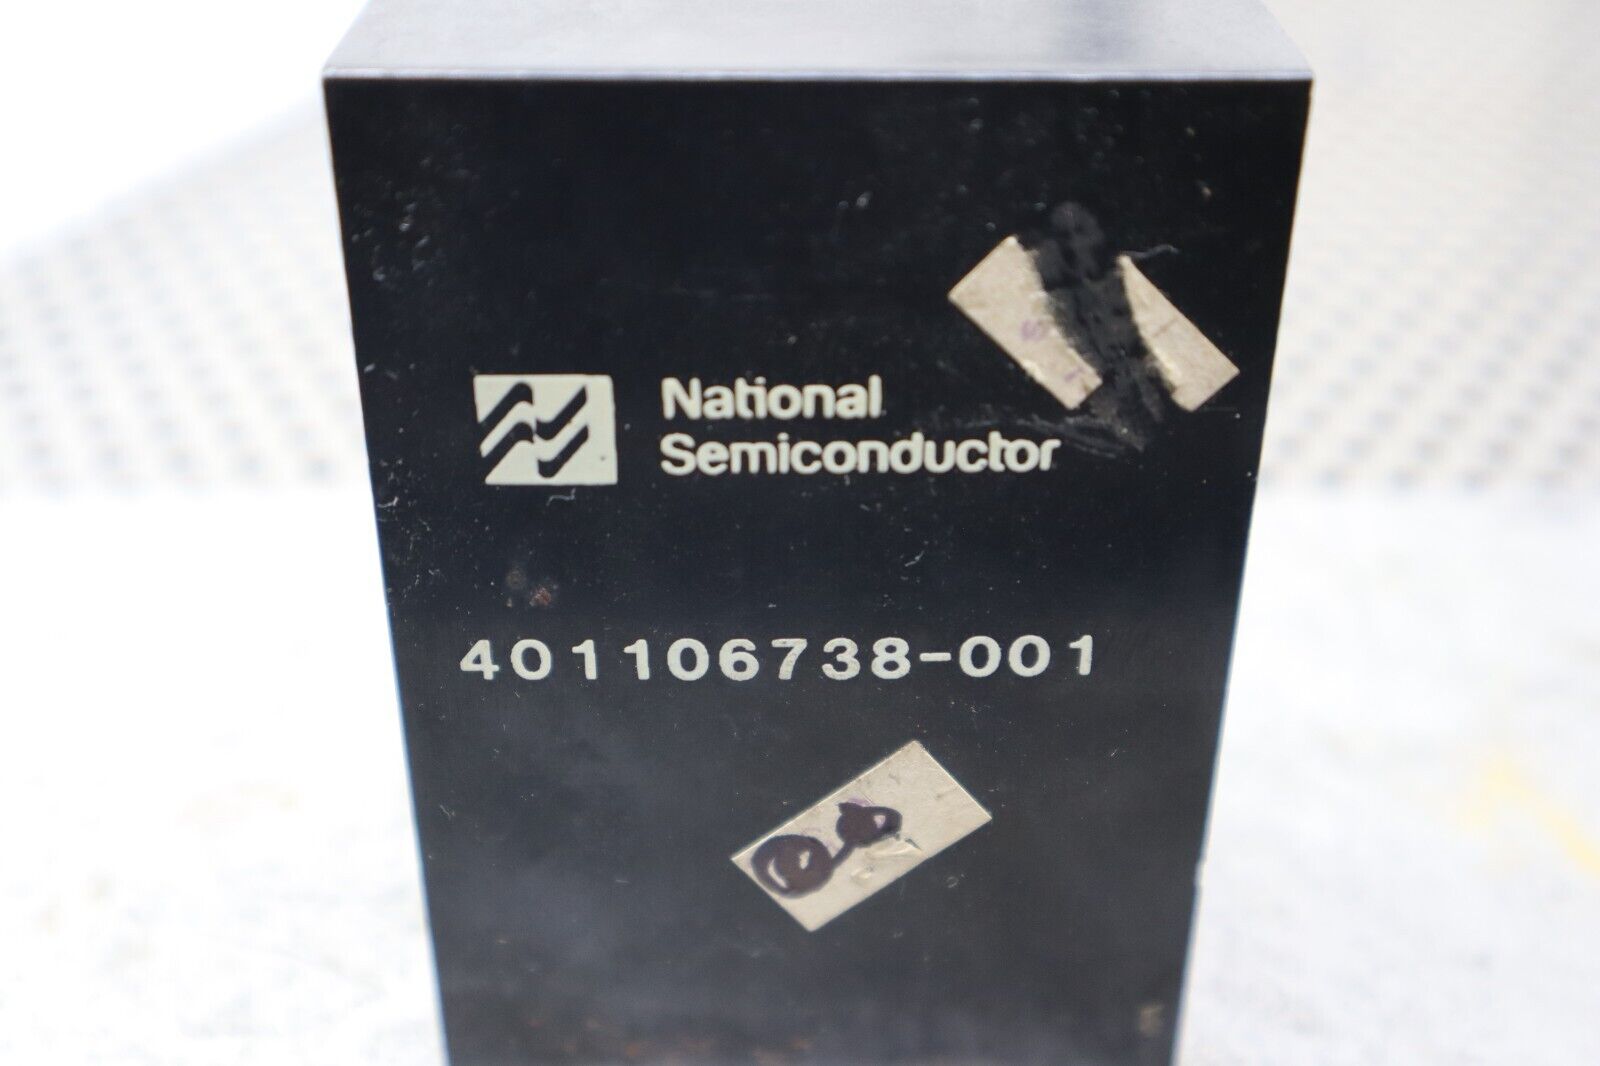 National
Semiconductor
401106738-001